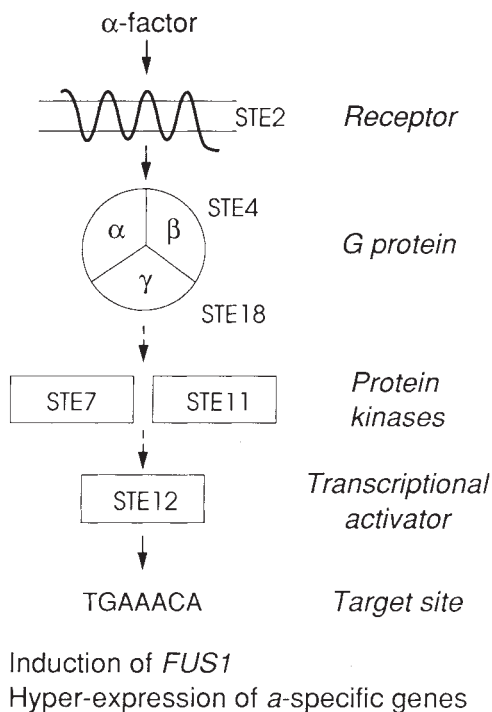 α-factor
STE2
Receptor
STE4
α
β
γ
G protein
STE18
STE7
STE11
Protein
kinases
STE12
Transcriptional
activator
TGAAACA
Target site
Induction of FUS1
Hyper-expression of a-specific genes